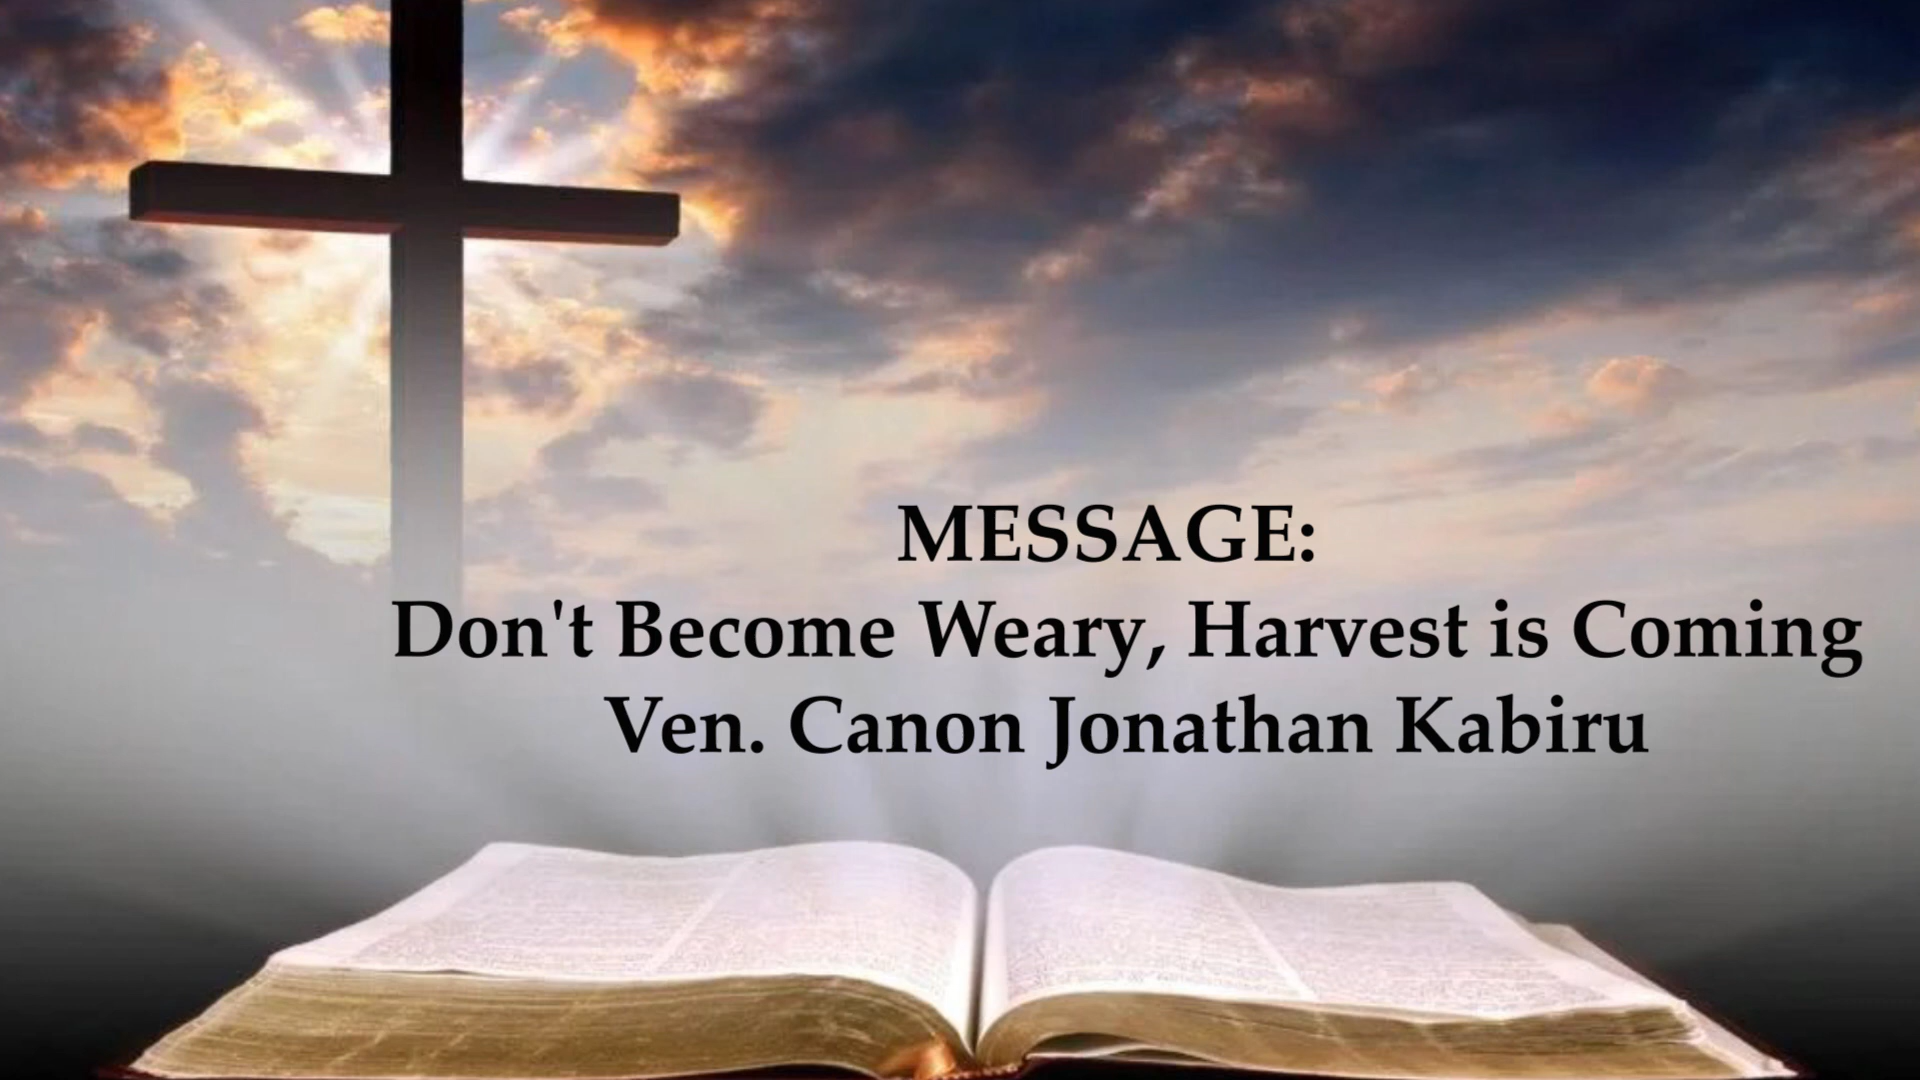 MESSAGE:
Don't Become Weary, Harvest is Coming
Ven. Canon Jonathan Kabiru